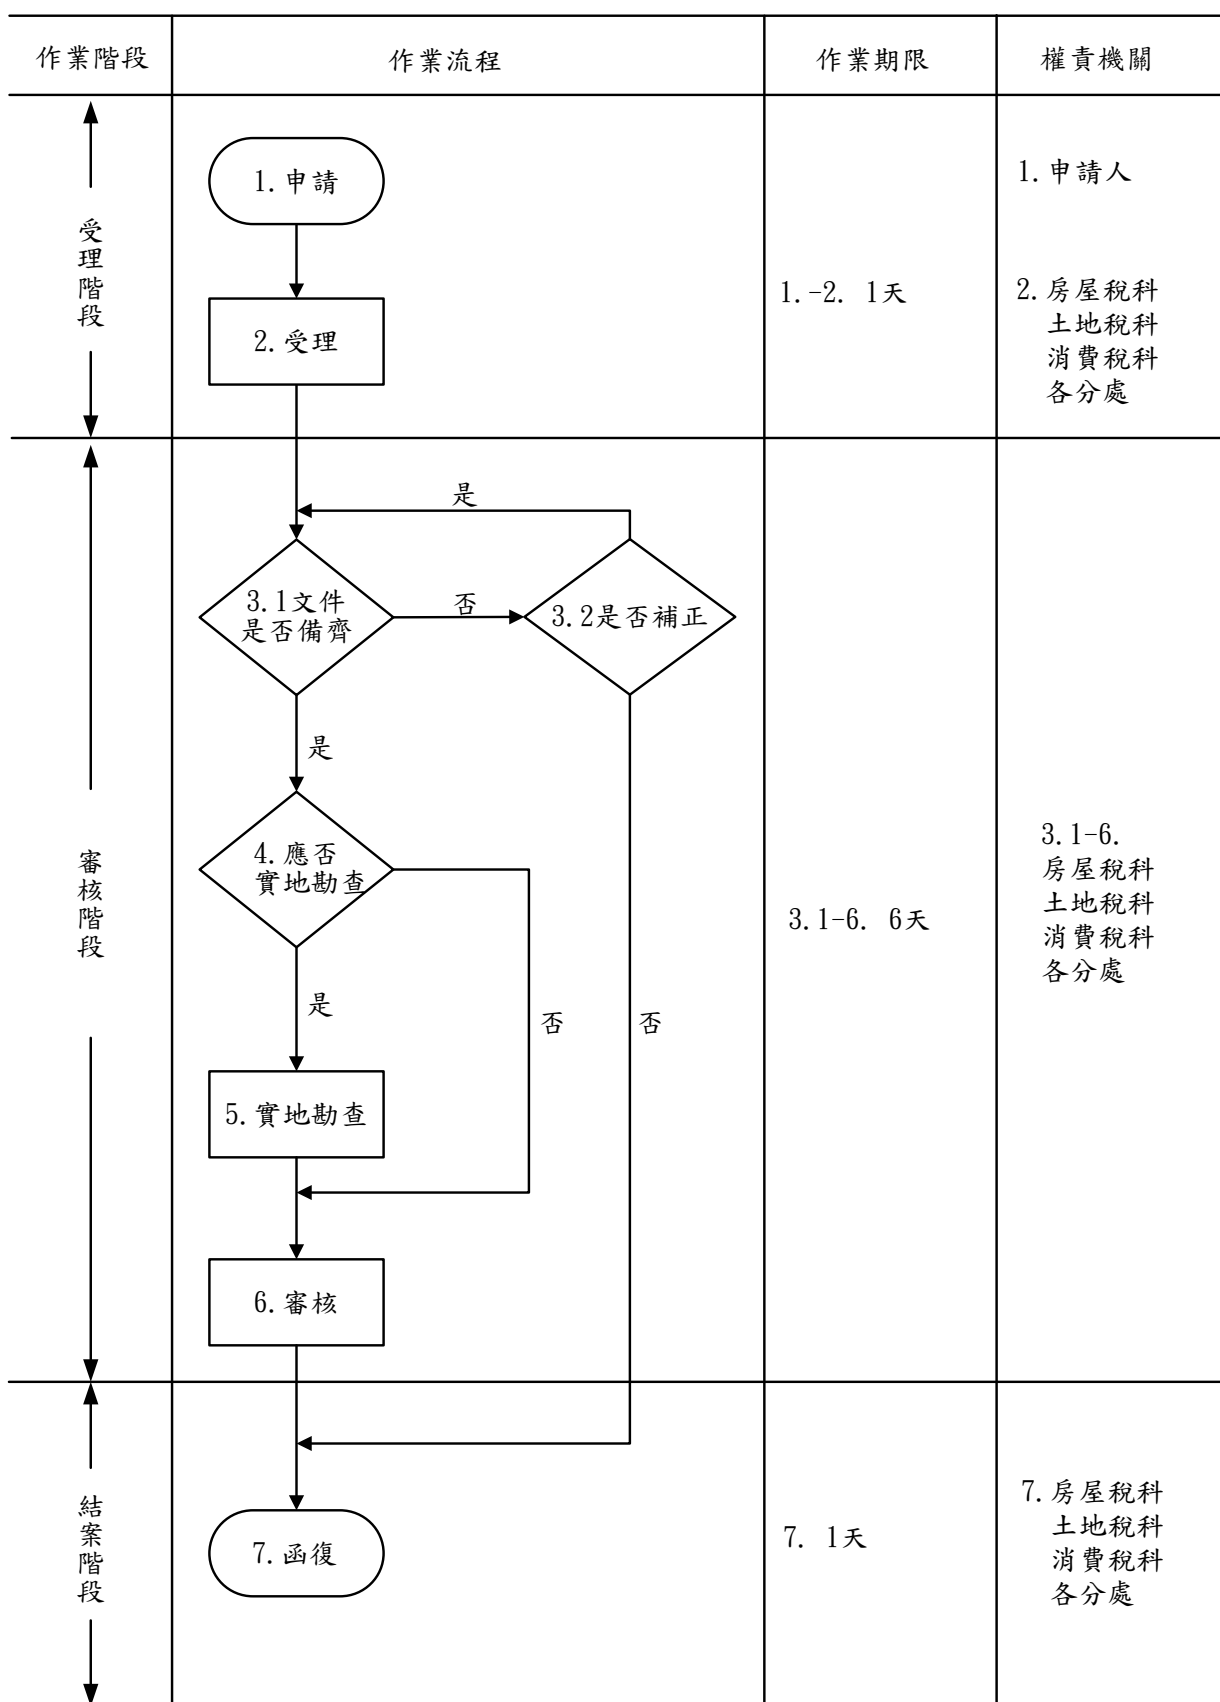 作業階段
作業流程
作業期限
權責機關
受理階段
1.申請
1.申請人
2.受理
1.-2. 1天
2.房屋稅科
土地稅科
消費稅科
各分處
審核階段
是
3.1文件
是否備齊
否
3.2是否補正
是
4.應否
實地勘查
是
否
否
5.實地勘查
6.審核
3.1-6. 6天
3.1-6.
房屋稅科
土地稅科
消費稅科
各分處
結案階段
7.函復
7. 1天
7.房屋稅科
土地稅科
消費稅科
各分處